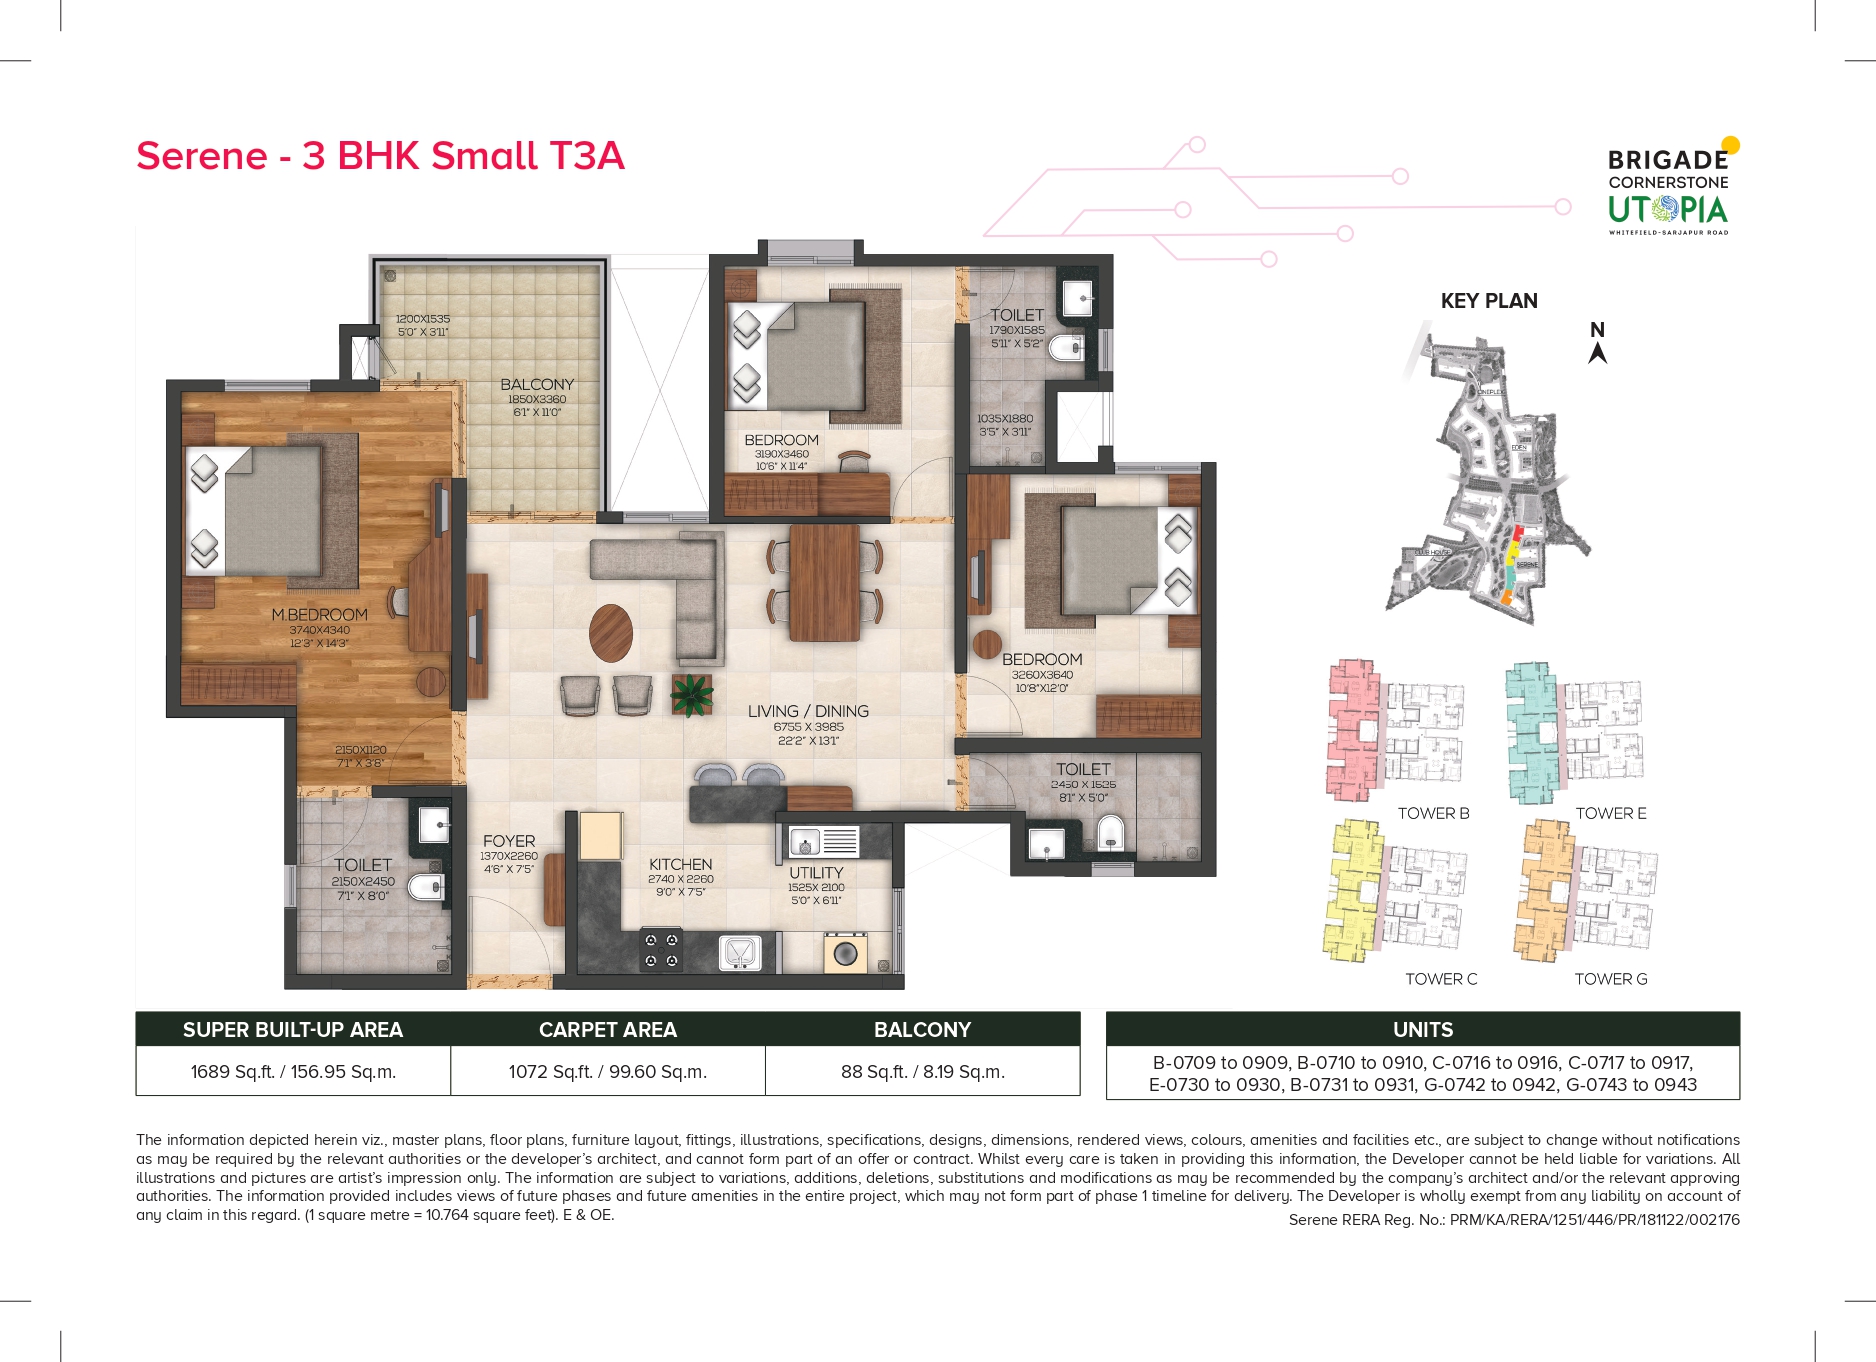 Serene - 3 BHK Small T3A
BRIGADE
CORNERSTONE
UTOPIA
WHITEFIELD-SARJAPUR ROAD
KEY PLAN
N
CINEPLEX
EDEN
CLUB HOUSE
SERENE
1200X1535
5'0" X 3'11"
BALCONY
1850X3360
6'1" X 11'0"
BEDROOM
3190X3460
10'6" X 11'4"
TOILET
1790X1585
5'11" X 5'2"
1035X1880
3'5" X 3'11"
M.BEDROOM
3740X4340
12'3" X 14'3"
2150X1120
7'1" X 3'8"
BEDROOM
3260X3640
10'8"X12'0"
LIVING / DINING
6755 X 3985
22'2" X 13'1"
TOILET
2450 X 1525
8'1" X 5'0"
TOILET
2150X2450
7'1" X 8'0"
FOYER
1370X2260
4'6" X 7'5"
KITCHEN
2740 X 2260
9'0" X 7'5"
UTILITY
1525X 2100
5'0" X 6'11"
TOWER B
TOWER E
TOWER C
TOWER G
SUPER BUILT-UP AREA
CARPET AREA
BALCONY
1689 Sq.ft. / 156.95 Sq.m.
1072 Sq.ft. / 99.60 Sq.m.
88 Sq.ft. / 8.19 Sq.m.
UNITS
B-0709 to 0909, B-0710 to 0910, C-0716 to 0916, C-0717 to 0917,
E-0730 to 0930, B-0731 to 0931, G-0742 to 0942, G-0743 to 0943
The information depicted herein viz., master plans, floor plans, furniture layout, fittings, illustrations, specifications, designs, dimensions, rendered views, colours, amenities and facilities etc., are subject to change without notifications
as may be required by the relevant authorities or the developer's architect, and cannot form part of an offer or contract. Whilst every care is taken in providing this information, the Developer cannot be held liable for variations. All
illustrations and pictures are artist's impression only. The information are subject to variations, additions, deletions, substitutions and modifications as may be recommended by the company's architect and/or the relevant approving
authorities. The information provided includes views of future phases and future amenities in the entire project, which may not form part of phase 1 timeline for delivery. The Developer is wholly exempt from any liability on account of
any claim in this regard. (1 square metre = 10.764 square feet). E & OE.
Serene RERA Reg. No.: PRM/KA/RERA/1251/446/PR/181122/002176